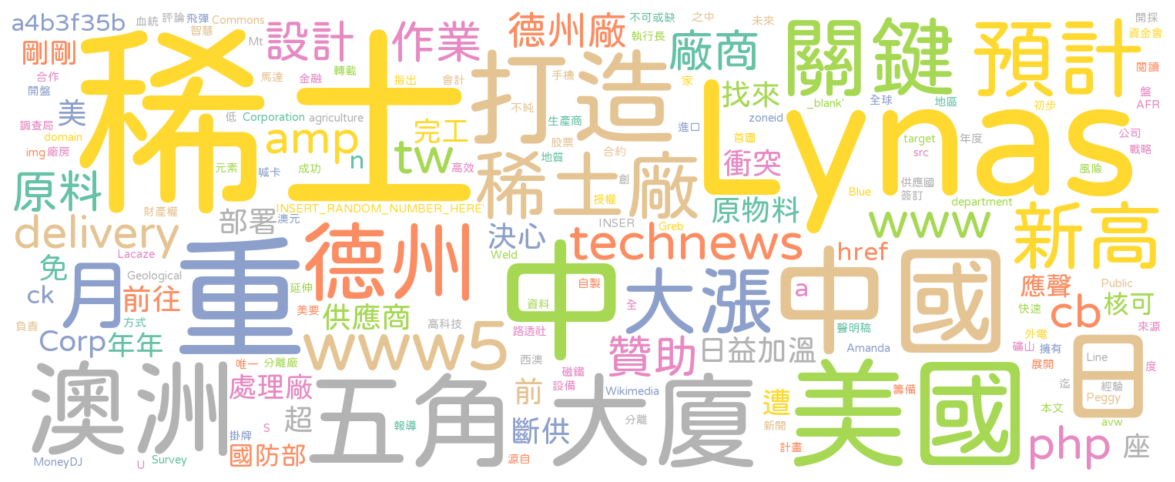 稀土
Lynas
關鍵
預計
打造
設計
作業
德州廠
廠商
找來
剛剛
a4b3f35b
美
amp
tw
n
完工
原料
稀土廠
衝突
原物料
www
新高
delivery
部署
月
重
德州
決心
technews
href
中
中國
大漲
a
免
ck
前往
供應商
www5
贊助
日益加溫
應聲
cb
核可
Corp
年年
日
澳洲
五角大廈
美國
處理廠
超
國防部
前
斷供
遭
php
座
血統
評論
飛彈
智慧
Commons
Mt
合作
開盤
調查局
domain
img
廠房
馬達
金融
轉載
指出
會計
低
Corporation
agriculture
元素
成功
喊卡
高效
不純
手機
生產商
股票
合約
地質
創
授權
不可或缺
執行長
之中
未來
家
_blank'
全球
進口
zoneid
地區
首園
target
src
年度
供應國
簽訂
department
Blue
開採
資金會
閱讀
盤
AFR
初步
公司
戰略
風險
INSERT_RANDOM_NUMBER_HERE'
INSER
Greb
財產權
澳元
Lacaze
Geological
Weld
延伸
美要
自製
資料
全
聲明稿
路透社
高科技
西澳
負責
方式
唯一
分離廠
磁鐵
設備
Wikimedia
分離
Amanda
新聞
籌備
計畫
MoneyDJ
掛牌
S
U
Survey
報導
源自
Public
快速
來源
外電
礦山
擁有
展開
Line
度
迄
經驗
Peggy
本文
avw